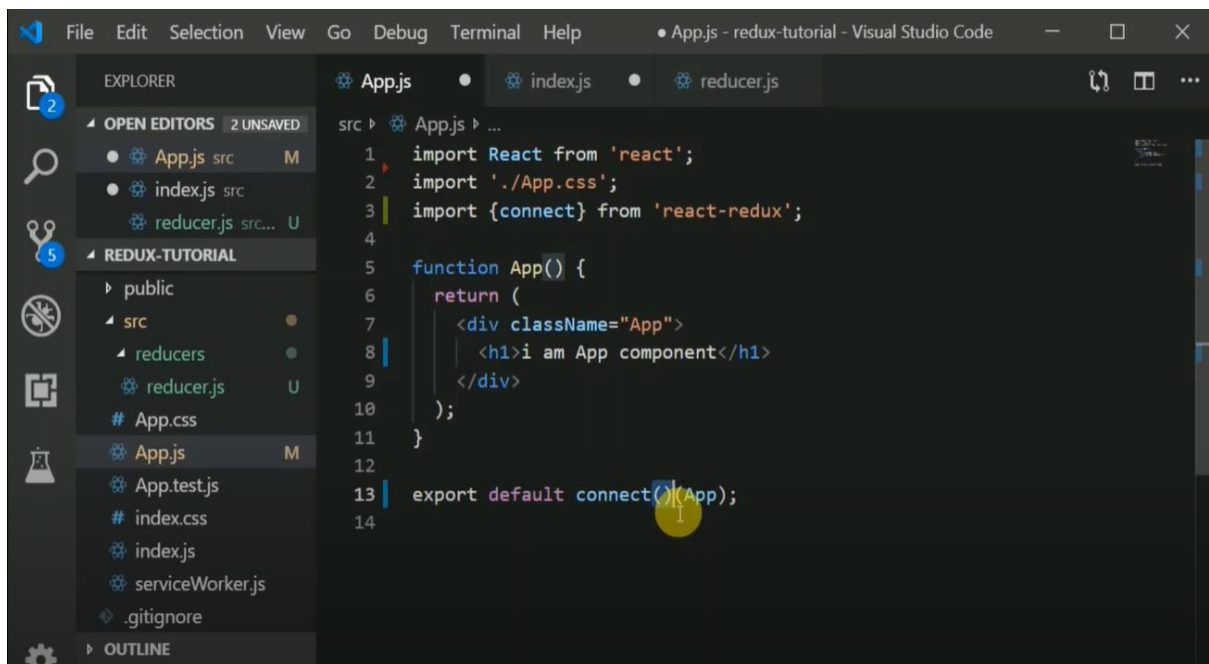 File Edit Selection View Go Debug Terminal Help ● App.js - redux-tutorial - Visual Studio Code
EXPLORER
App.js ● index.js ● reducer.js
2
OPEN EDITORS 2 UNSAVED
src App.js ...
● App.js src M
● index.js src
reducer.js src... U
5
REDUX-TUTORIAL
public
src
reducers
reducer.js U
# App.css
App.js M
App.test.js
# index.css
index.js
serviceWorker.js
.gitignore
OUTLINE
1 import React from 'react';
2 import './App.css';
3 import {connect} from 'react-redux';
4
5 function App() {
6 return (
7 <div className="App">
8 <h1>i am App component</h1>
9 </div>
10 );
11 }
12
13 export default connect()(App);
14